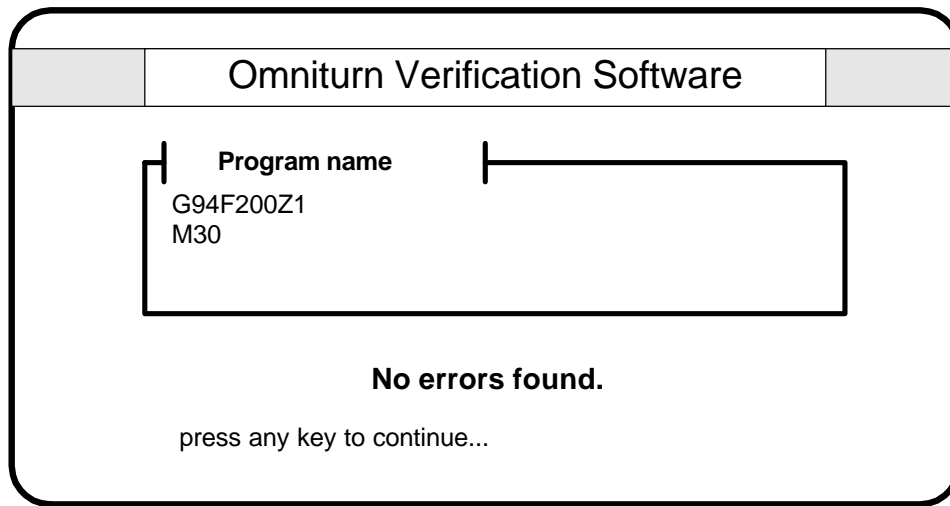 Omniturn Verification Software
Program name
G94F200Z1
M30
No errors found.
press any key to continue...